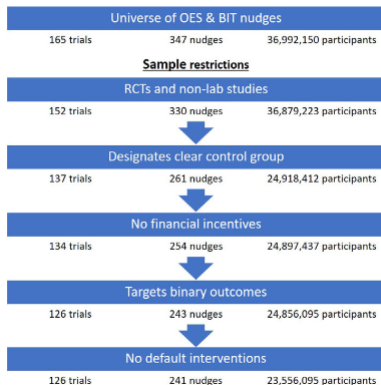 Universe of OES & BIT nudges
165 trials 347 nudges 36,992,150 participants
Sample restrictions
RCTs and non-lab studies
152 trials 330 nudges 36,879,223 participants
Designates clear control group
137 trials 261 nudges 24,918,412 participants
No financial incentives
134 trials 254 nudges 24,897,437 participants
Targets binary outcomes
126 trials 243 nudges 24,856,095 participants
No default interventions
126 trials 241 nudges 23,556,095 participants